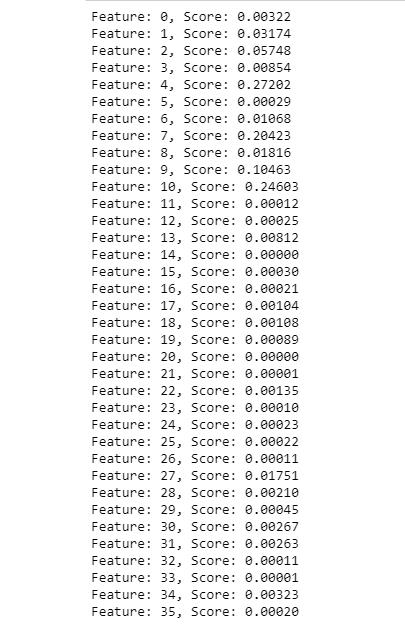 Feature: 0, Score: 0.00322
Feature: 1, Score: 0.03174
Feature: 2, Score: 0.05748
Feature: 3, Score: 0.00854
Feature: 4, Score: 0.27202
Feature: 5, Score: 0.00029
Feature: 6, Score: 0.01068
Feature: 7, Score: 0.20423
Feature: 8, Score: 0.01816
Feature: 9, Score: 0.10463
Feature: 10, Score: 0.24603
Feature: 11, Score: 0.00012
Feature: 12, Score: 0.00025
Feature: 13, Score: 0.00812
Feature: 14, Score: 0.00000
Feature: 15, Score: 0.00030
Feature: 16, Score: 0.00021
Feature: 17, Score: 0.00104
Feature: 18, Score: 0.00108
Feature: 19, Score: 0.00089
Feature: 20, Score: 0.00000
Feature: 21, Score: 0.00001
Feature: 22, Score: 0.00135
Feature: 23, Score: 0.00010
Feature: 24, Score: 0.00023
Feature: 25, Score: 0.00022
Feature: 26, Score: 0.00011
Feature: 27, Score: 0.01751
Feature: 28, Score: 0.00210
Feature: 29, Score: 0.00045
Feature: 30, Score: 0.00267
Feature: 31, Score: 0.00263
Feature: 32, Score: 0.00011
Feature: 33, Score: 0.00001
Feature: 34, Score: 0.00323
Feature: 35, Score: 0.00020